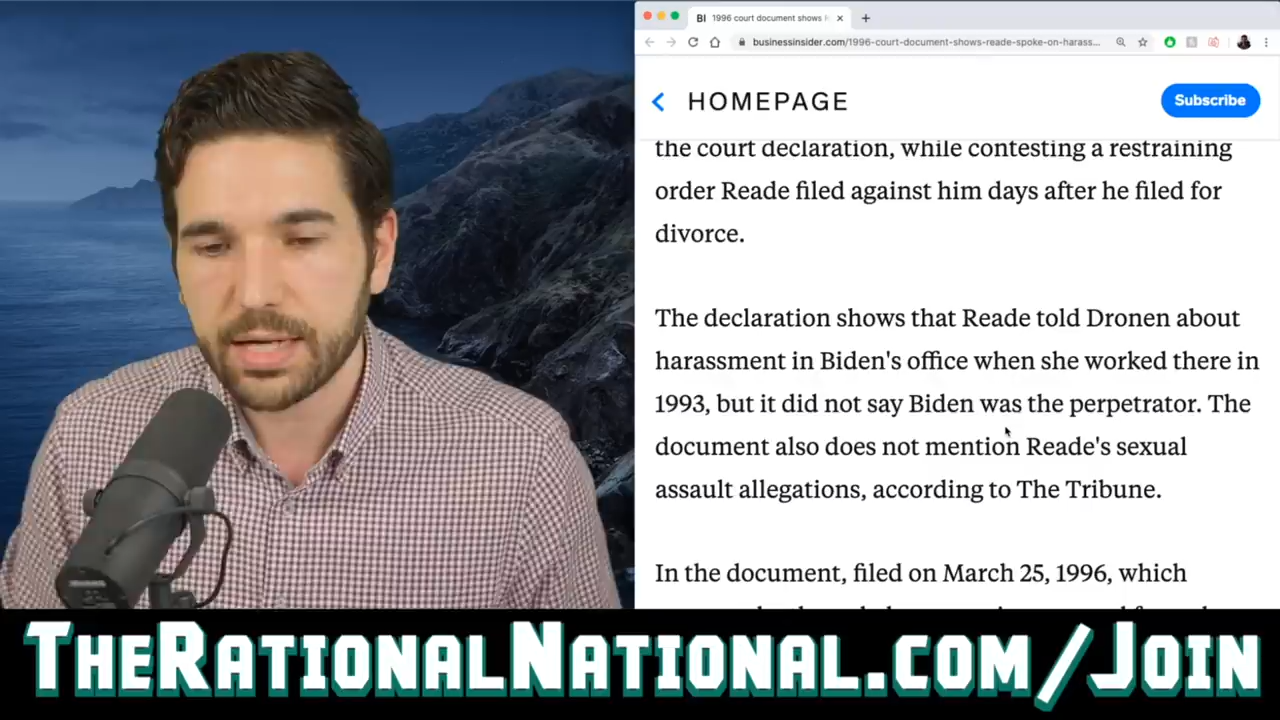 BI 1996 court document shows R
businessinsider.com/1996-court-document-shows-reade-spoke-on-harass...
HOMEPAGE
Subscribe
the court declaration, while contesting a restraining
order Reade filed against him days after he filed for
divorce.
The declaration shows that Reade told Dronen about
harassment in Biden's office when she worked there in
1993, but it did not say Biden was the perpetrator. The
document also does not mention Reade's sexual
assault allegations, according to The Tribune.
In the document, filed on March 25, 1996, which
TheRationalNational.com/Join